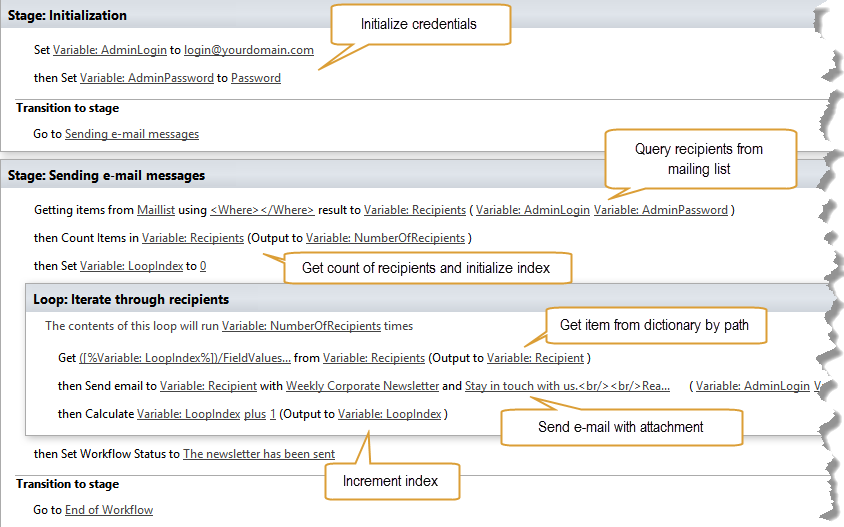 Stage: Initialization
Initialize credentials
Set Variable: AdminLogin to login@yourdomain.com
then Set Variable: AdminPassword to Password
Transition to stage
Go to Sending e-mail messages
Query recipients from
mailing list
Stage: Sending e-mail messages
Getting items from Maillist using <Where></Where> result to Variable: Recipients ( Variable: AdminLogin Variable: AdminPassword )
then Count Items in Variable: Recipients (Output to Variable: NumberOfRecipients )
then Set Variable: LoopIndex to 0
Get count of recipients and initialize index
Loop: Iterate through recipients
The contents of this loop will run Variable: NumberOfRecipients times
Get item from dictionary by path
Get ([%Variable: LoopIndex%])/FieldValues... from Variable: Recipients (Output to Variable: Recipient )
then Send email to Variable: Recipient with Weekly Corporate Newsletter and Stay in touch with us.<br/><br/>Rea... ( Variable: AdminLogin
then Calculate Variable: LoopIndex plus 1 (Output to Variable: LoopIndex )
Send e-mail with attachment
then Set Workflow Status to The newsletter has been sent
Increment index
Transition to stage
Go to End of Workflow